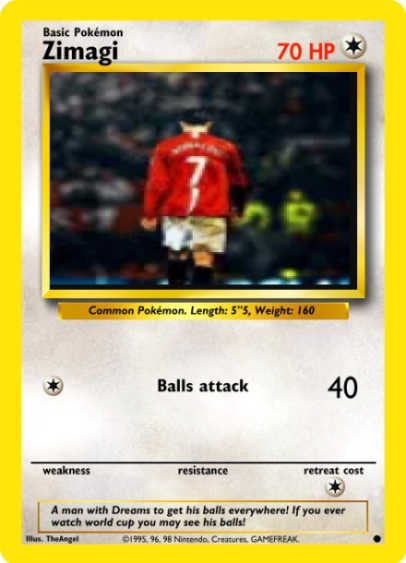 Basic Pokémon
Zimagi
70 HP
RONALDO
7
Common Pokémon. Length: 5"5, Weight: 160
Balls attack
40
weakness
resistance
retreat cost
A man with Dreams to get his balls everywhere! If you ever
watch world cup you may see his balls!
Illus. TheAngel
©1995, 96, 98 Nintendo, Creatures, GAMEFREAK.